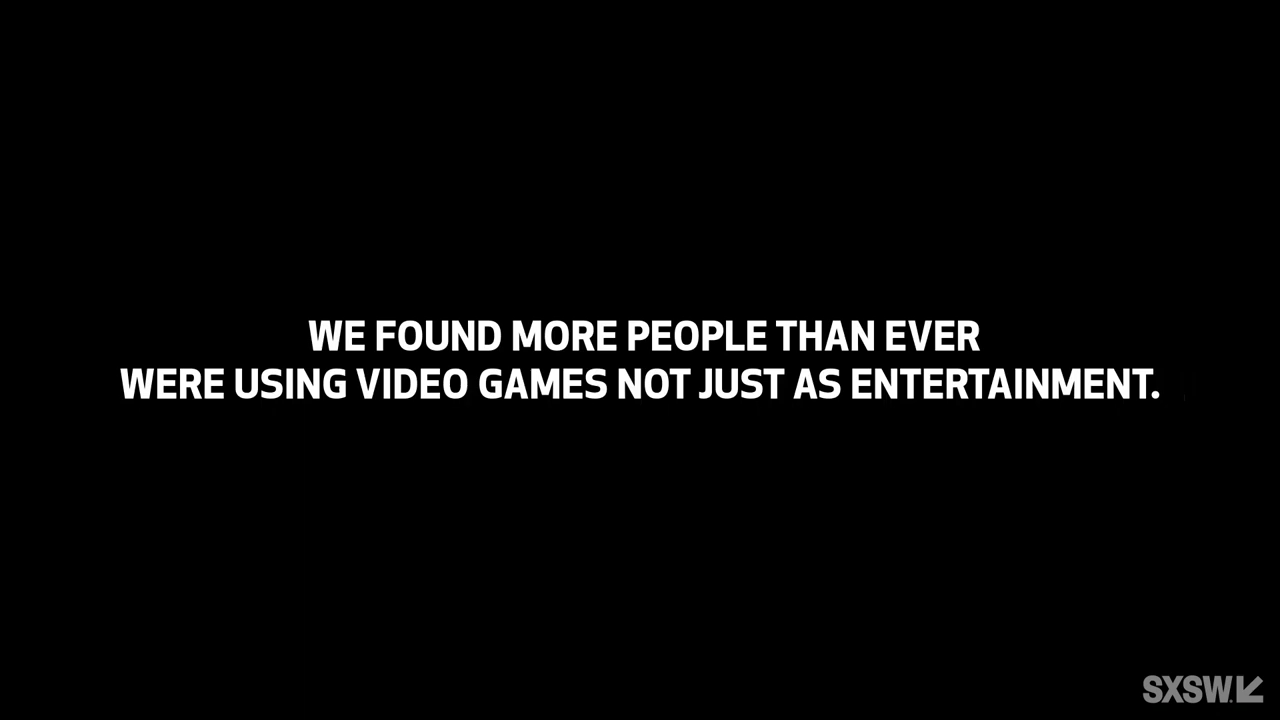 WE FOUND MORE PEOPLE THAN EVER
WERE USING VIDEO GAMES NOT JUST AS ENTERTAINMENT.
SXSW.